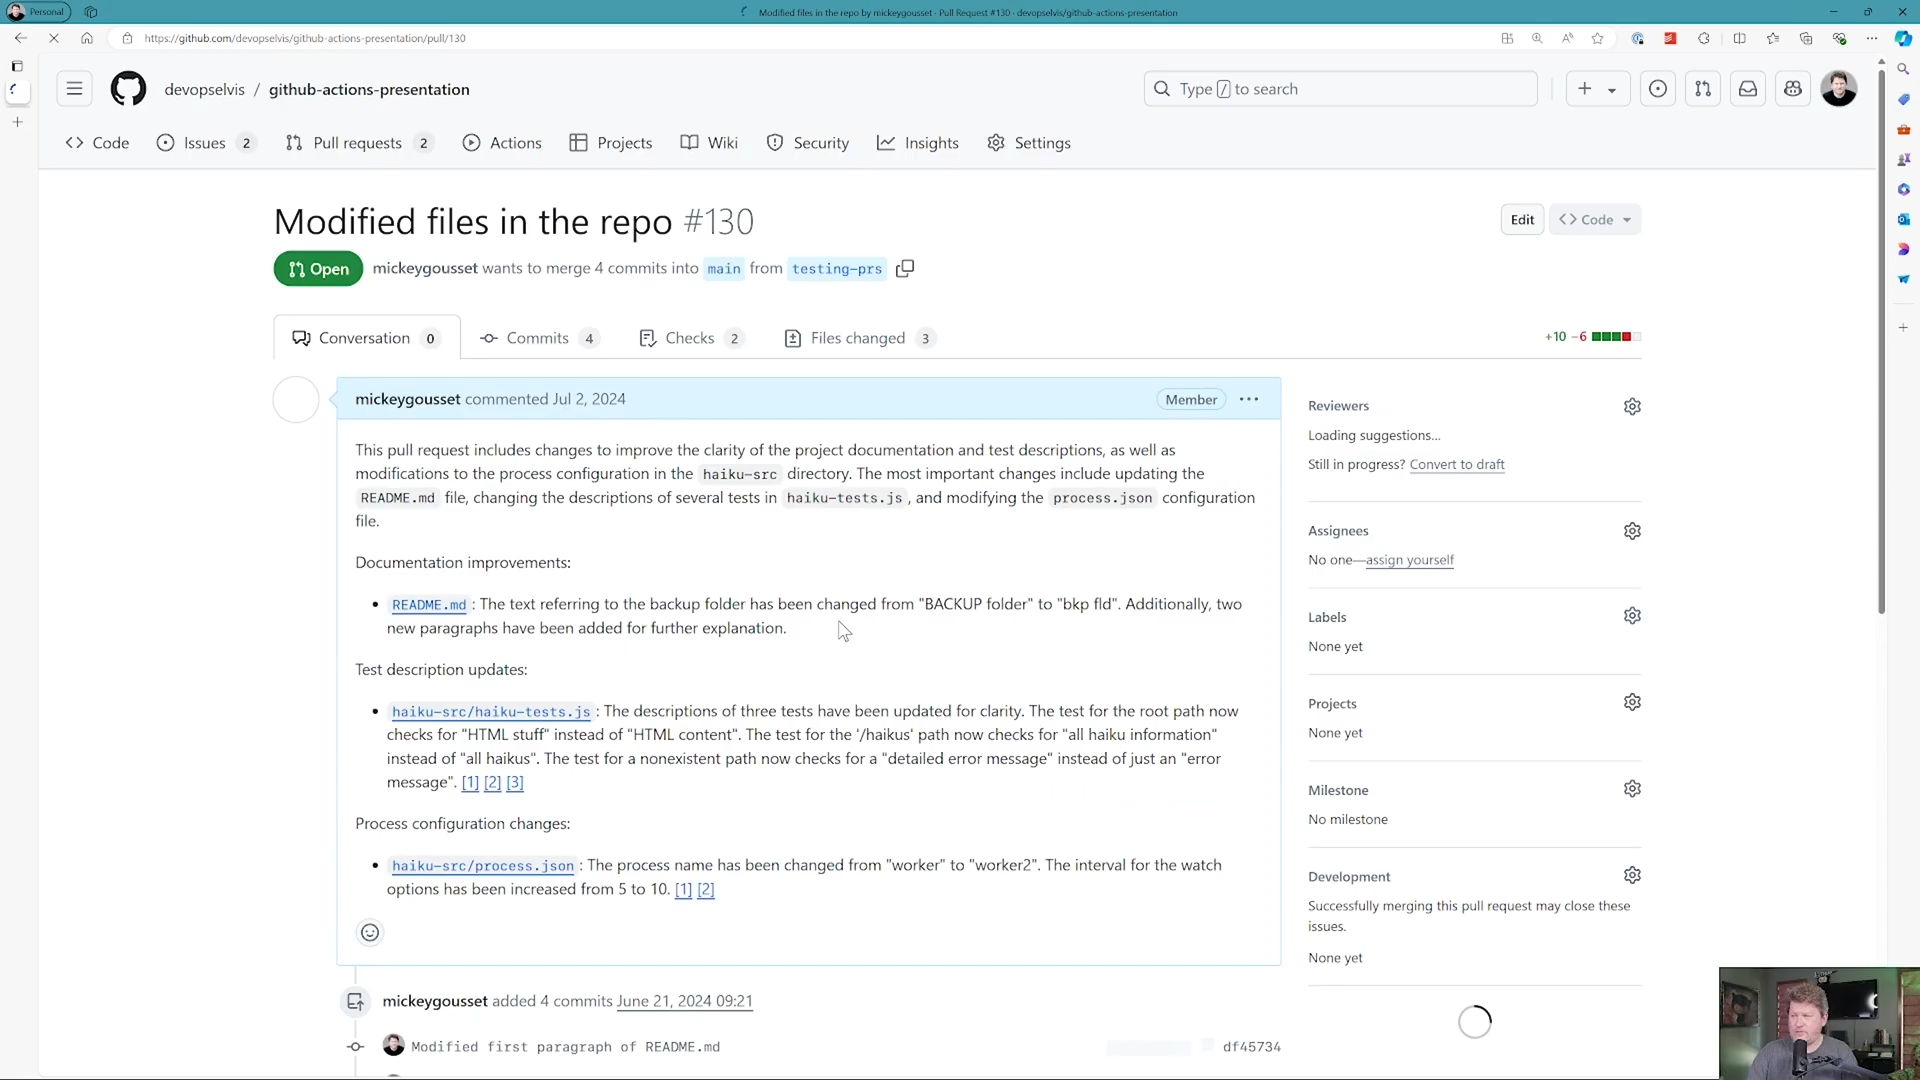 Personal
Modified files in the repo by mickeygousset · Pull Request #130 · devopselvis/github-actions-presentation
https://github.com/devopselvis/github-actions-presentation/pull/130
devopselvis / github-actions-presentation
Type / to search
Code
Issues 2
Pull requests 2
Actions
Projects
Wiki
Security
Insights
Settings
Modified files in the repo #130
Edit
Code
Open
mickeygousset wants to merge 4 commits into main from testing-prs
Conversation 0
Commits 4
Checks 2
Files changed 3
+10 −6
mickeygousset commented Jul 2, 2024
Member
This pull request includes changes to improve the clarity of the project documentation and test descriptions, as well as
modifications to the process configuration in the haiku-src directory. The most important changes include updating the
README.md file, changing the descriptions of several tests in haiku-tests.js, and modifying the process.json configuration
file.
Documentation improvements:
• README.md : The text referring to the backup folder has been changed from "BACKUP folder" to "bkp fld". Additionally, two
new paragraphs have been added for further explanation.
Test description updates:
• haiku-src/haiku-tests.js : The descriptions of three tests have been updated for clarity. The test for the root path now
checks for "HTML stuff" instead of "HTML content". The test for the '/haikus' path now checks for "all haiku information"
instead of "all haikus". The test for a nonexistent path now checks for a "detailed error message" instead of just an "error
message". [1] [2] [3]
Process configuration changes:
• haiku-src/process.json : The process name has been changed from "worker" to "worker2". The interval for the watch
options has been increased from 5 to 10. [1] [2]
mickeygousset added 4 commits June 21, 2024 09:21
Modified first paragraph of README.md
df45734
Reviewers
Loading suggestions...
Still in progress? Convert to draft
Assignees
No one—assign yourself
Labels
None yet
Projects
None yet
Milestone
No milestone
Development
Successfully merging this pull request may close these
issues.
None yet